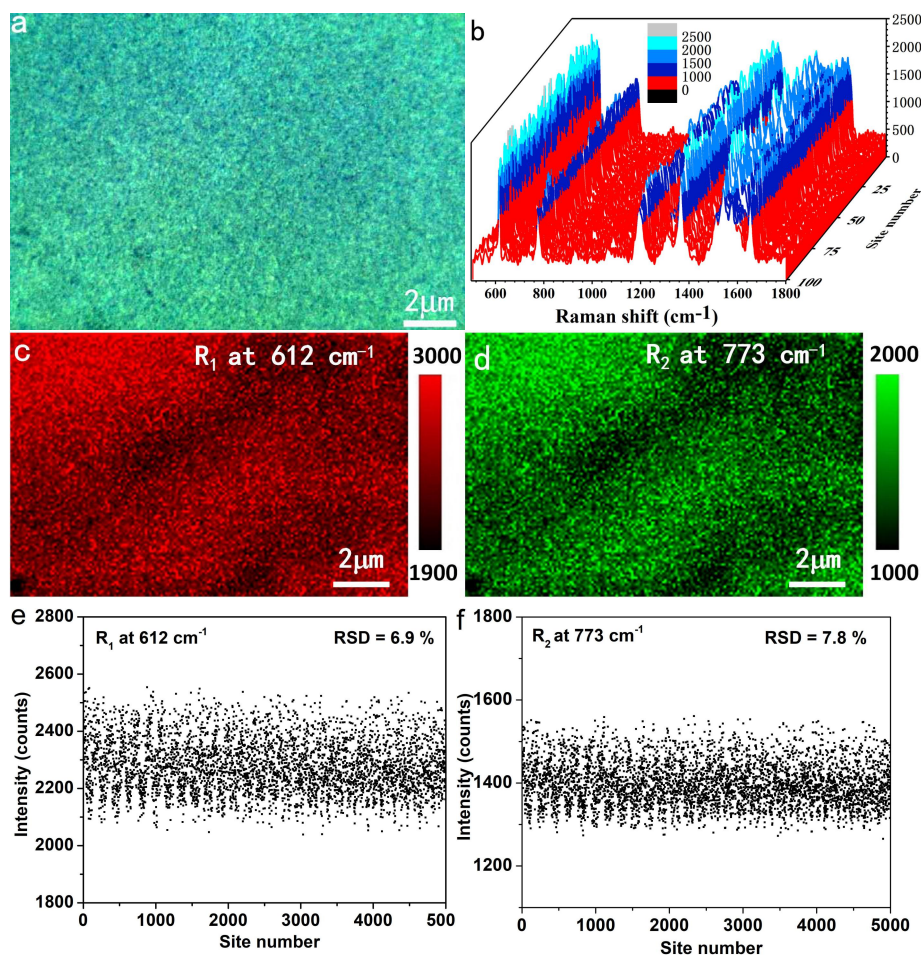 a
2μm
b
2500
2000
1500
1000
0
2500
2000
1500
1000
500
0
25
50
75
100
Site number
600 800 1000 1200 1400 1600 1800
Raman shift (cm-1)
c
R1 at 612 cm-1
3000
1900
2μm
d
R2 at 773 cm-1
2000
1000
2μm
e
R1 at 612 cm-1 RSD = 6.9 %
2800
2600
2400
2200
2000
1800
Intensity (counts)
0 1000 2000 3000 4000 500
Site number
f
R2 at 773 cm-1 RSD = 7.8 %
1800
1600
1400
1200
Intensity (counts)
0 1000 2000 3000 4000 5000
Site number